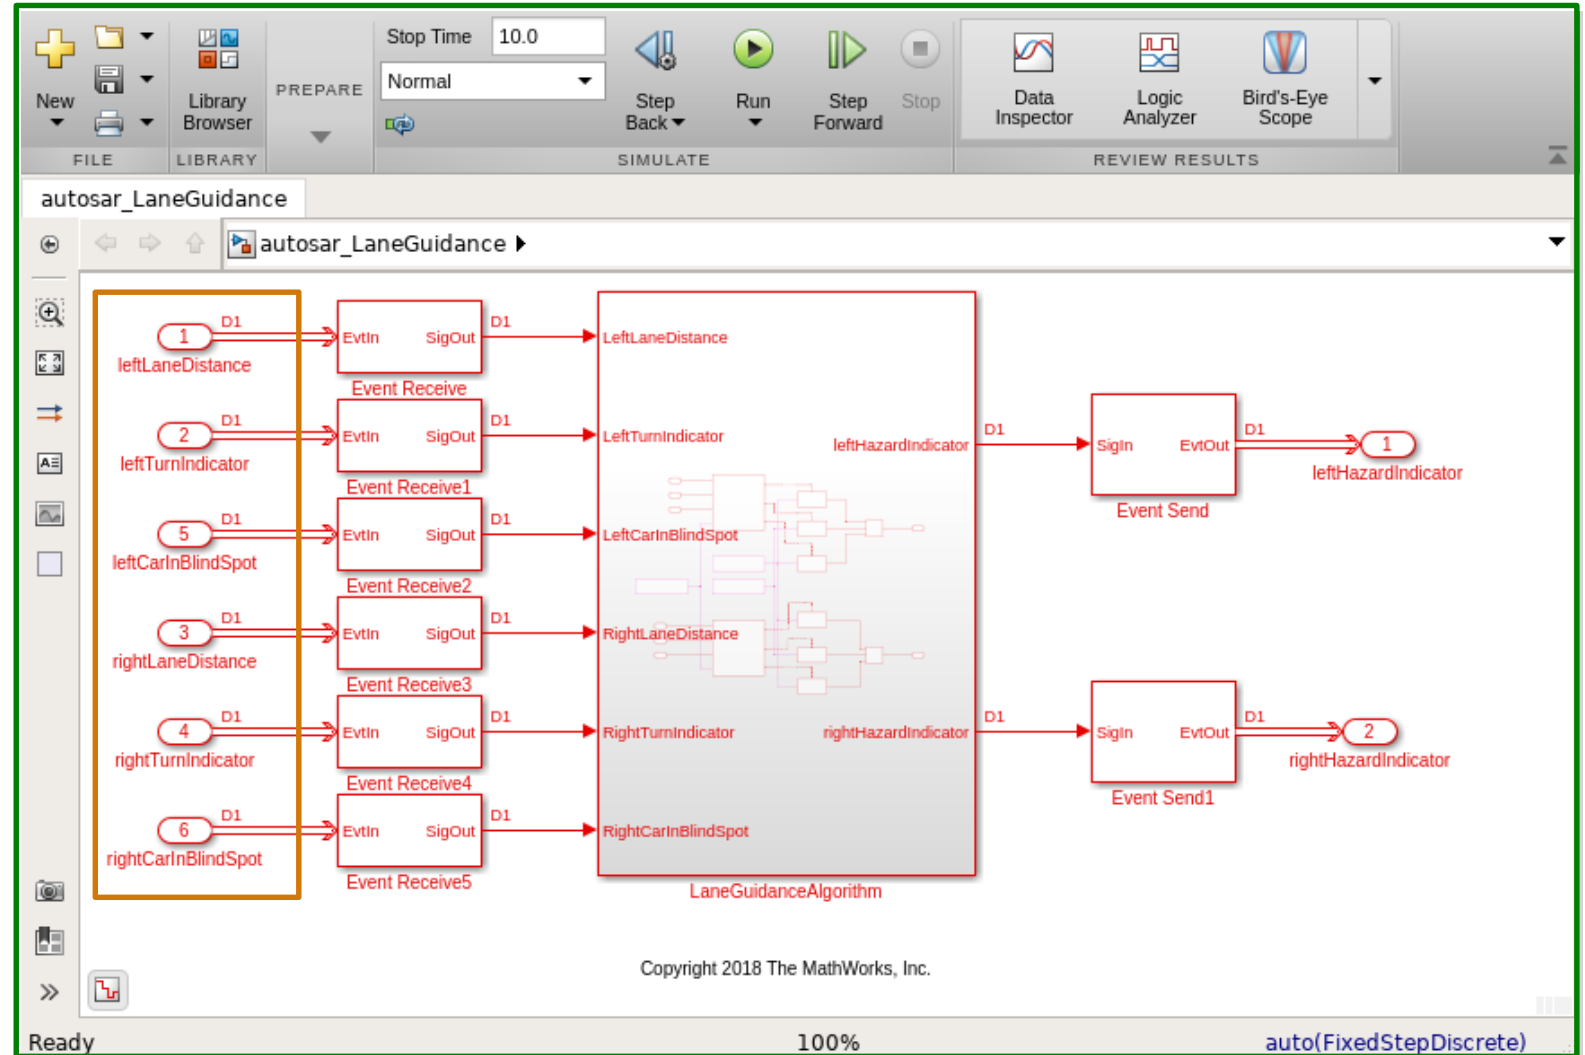 New
FILE
Library
Browser
LIBRARY
PREPARE
Stop Time 10.0
Normal
Step
Back
Run
Step
Forward
Stop
SIMULATE
Data
Inspector
Logic
Analyzer
Bird's-Eye
Scope
REVIEW RESULTS
autosar_LaneGuidance
autosar_LaneGuidance
1 D1
leftLaneDistance
EvtIn SigOut D1
Event Receive
2 D1
leftTurnIndicator
EvtIn SigOut D1
Event Receive1
5 D1
leftCarInBlindSpot
EvtIn SigOut D1
Event Receive2
3 D1
rightLaneDistance
EvtIn SigOut D1
Event Receive3
4 D1
rightTurnIndicator
EvtIn SigOut D1
Event Receive4
6 D1
rightCarInBlindSpot
EvtIn SigOut D1
Event Receive5
LeftLaneDistance
LeftTurnIndicator
LeftCarInBlindSpot
RightLaneDistance
RightTurnIndicator
RightCarInBlindSpot
leftHazardIndicator D1
rightHazardIndicator D1
LaneGuidanceAlgorithm
SigIn EvtOut D1
Event Send
1
leftHazardIndicator
SigIn EvtOut D1
Event Send1
2
rightHazardIndicator
Copyright 2018 The MathWorks, Inc.
Ready
100%
auto(FixedStepDiscrete)